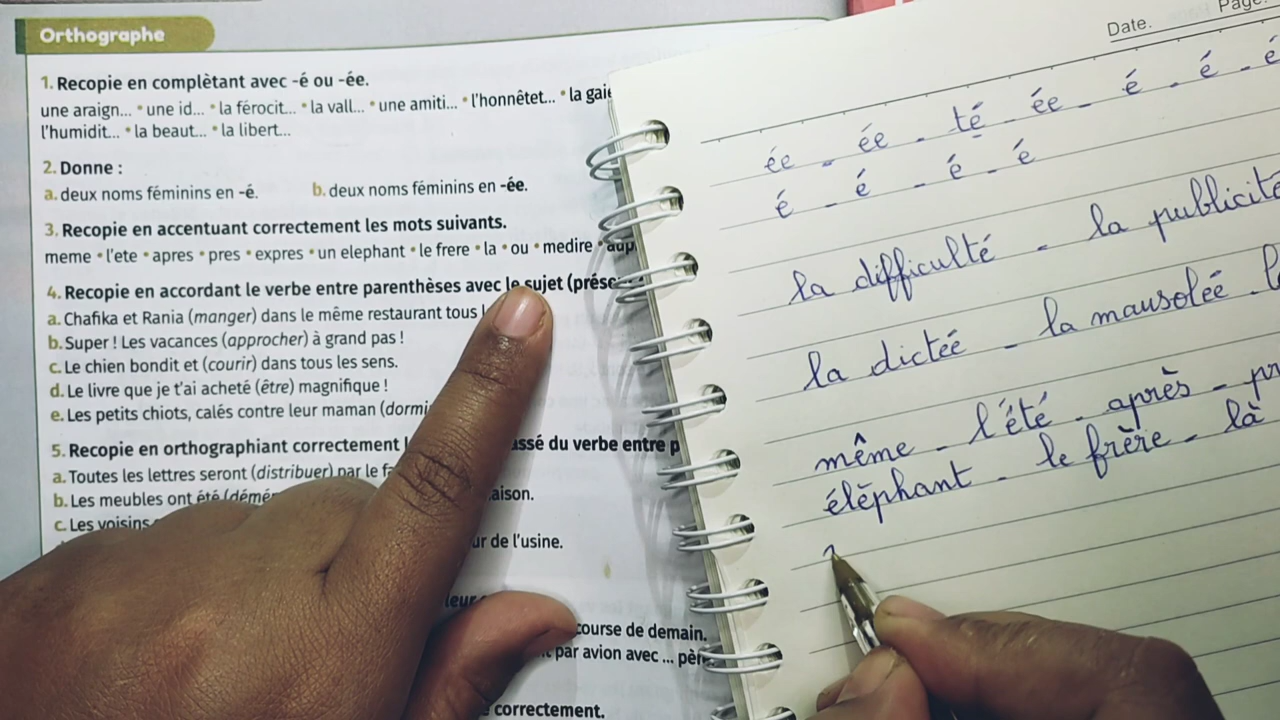 Orthographe
1. Recopie en complètant avec -é ou -ée.
une araign... • une id... • la férocit... • la vall... • une amiti... • l'honnêtet... • la gaie
l'humidit... • la beaut... • la libert...
2. Donne :
a. deux noms féminins en -é. b. deux noms féminins en -ée.
3. Recopie en accentuant correctement les mots suivants.
meme • l'ete • apres • pres • expres • un elephant • le frere • la • ou • medire •
4. Recopie en accordant le verbe entre parenthèses avec le sujet
a. Chafika et Rania (manger) dans le même restaurant tous
b. Super ! Les vacances (approcher) à grand pas !
c. Le chien bondit et (courir) dans tous les sens.
d. Le livre que je t'ai acheté (être) magnifique !
e. Les petits chiots, calés contre leur maman
5. Recopie en orthographiant correctement du verbe entre
a. Toutes les lettres seront (distribuer) par le
b. Les meubles ont été aison.
c. Les voisins
ur de l'usine.
leur
course de demain.
par avion avec ...
correctement.
Date. Page:
ée - ée - té - ée - é - é - é
é - é - é - é
la difficulté - la publicité
la dictée - la mausolée -
même - l'été - après - pr
élèphant - le frère - là